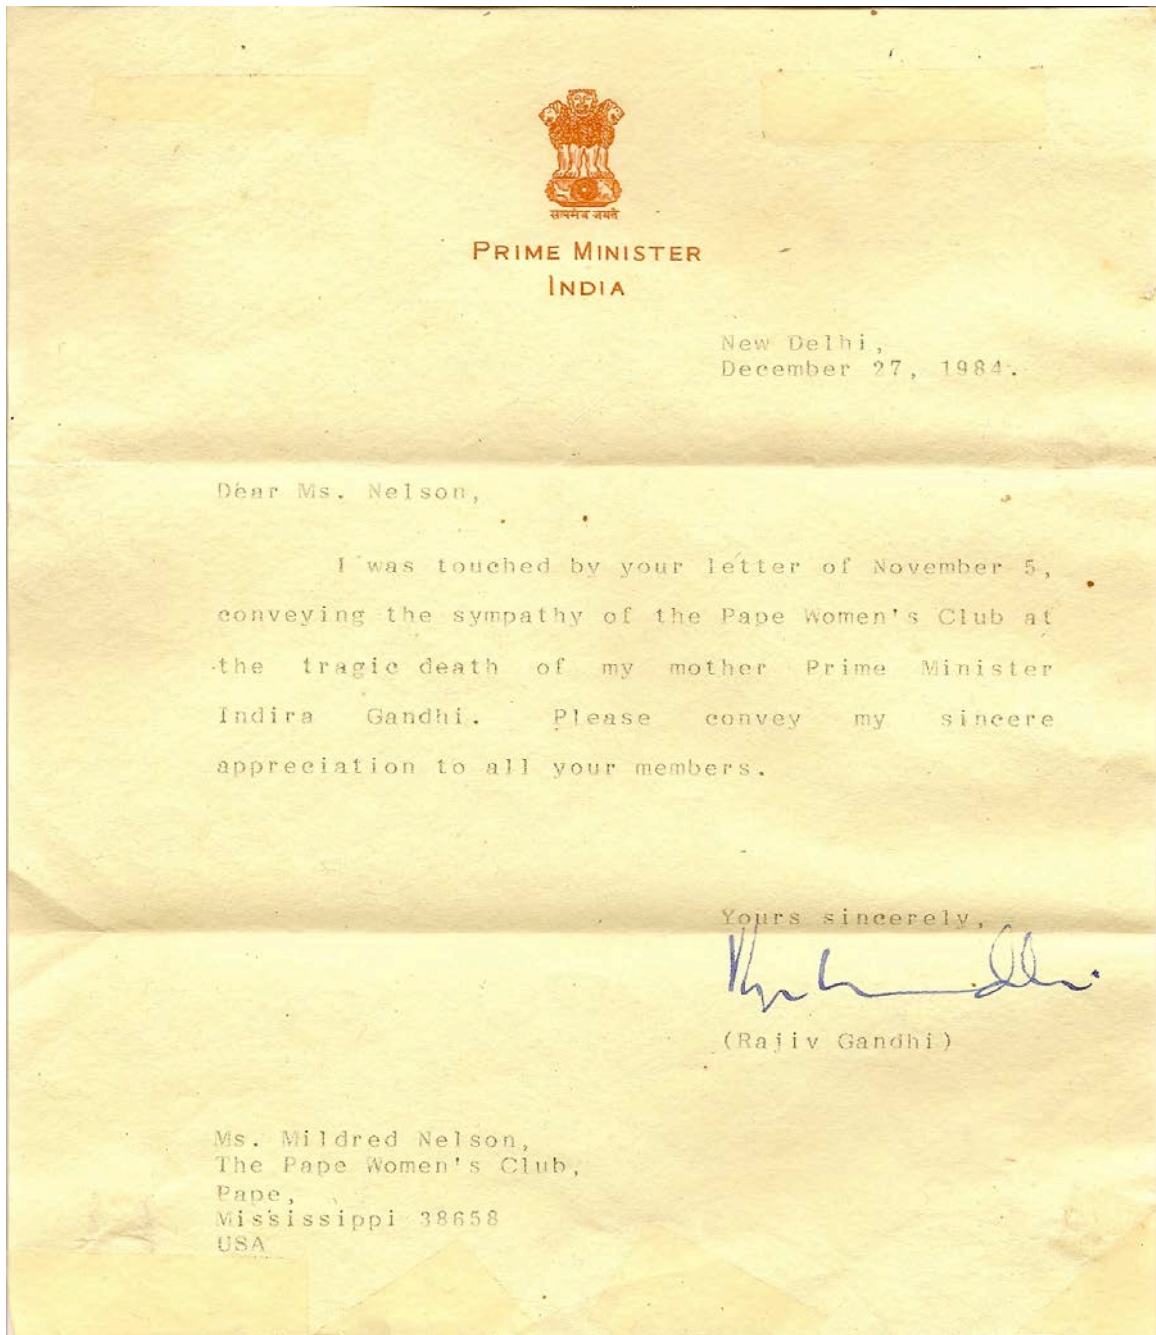 सत्यमेव जयते
PRIME MINISTER
INDIA
New Delhi,
December 27, 1984.
Dear Ms. Nelson,
I was touched by your letter of November 5,
conveying the sympathy of the Pape Women's Club at
the tragic death of my mother Prime Minister
Indira Gandhi. Please convey my sincere
appreciation to all your members.
Yours sincerely,
(Rajiv Gandhi)
Ms. Mildred Nelson,
The Pape Women's Club,
Pape,
Mississippi 38658
USA